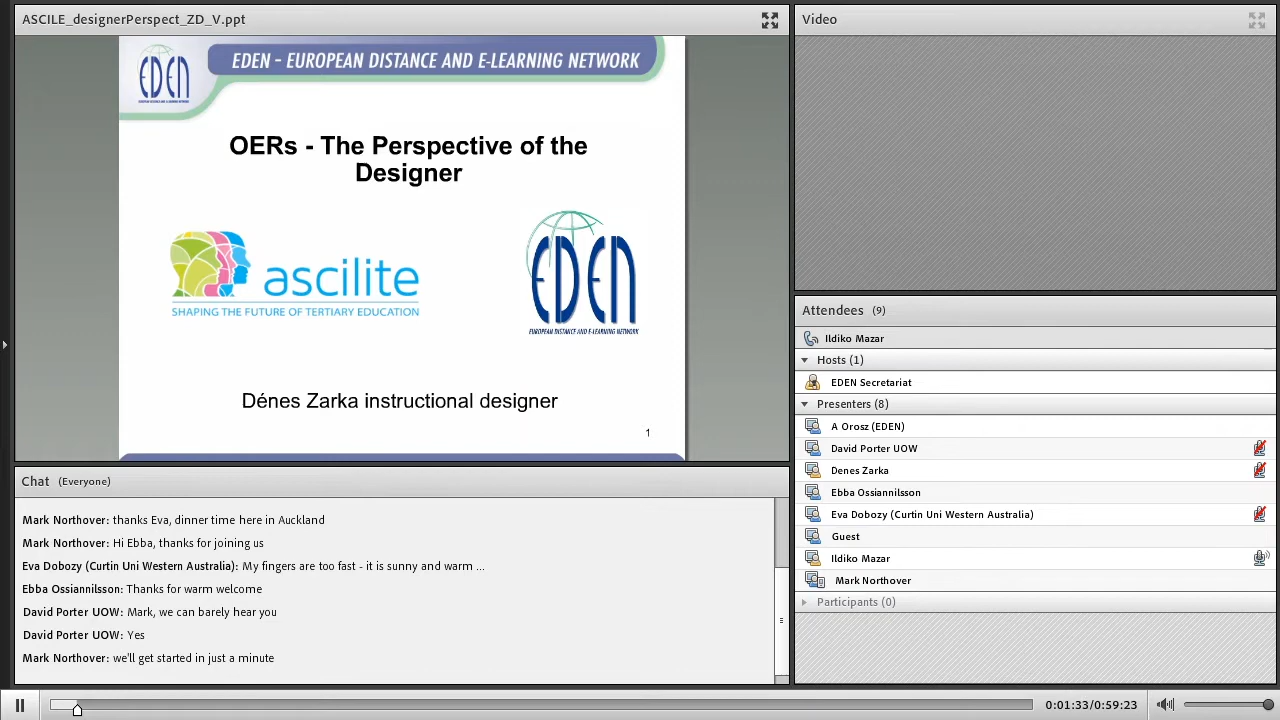 ASCILE_designerPerspect_ZD_V.ppt
EDEN
EUROPEAN DISTANCE AND E-LEARNING NETWORK
EDEN - EUROPEAN DISTANCE AND E-LEARNING NETWORK
OERs - The Perspective of the
Designer
ascilite
SHAPING THE FUTURE OF TERTIARY EDUCATION
EDEN
EUROPEAN DISTANCE AND E-LEARNING NETWORK
Dénes Zarka instructional designer
1
Chat (Everyone)
Mark Northover: thanks Eva, dinner time here in Auckland
Mark Northover: Hi Ebba, thanks for joining us
Eva Dobozy (Curtin Uni Western Australia): My fingers are too fast - it is sunny and warm ...
Ebba Ossiannilsson: Thanks for warm welcome
David Porter UOW: Mark, we can barely hear you
David Porter UOW: Yes
Mark Northover: we'll get started in just a minute
Video
Attendees (9)
Ildiko Mazar
Hosts (1)
EDEN Secretariat
Presenters (8)
A Orosz (EDEN)
David Porter UOW
Denes Zarka
Ebba Ossiannilsson
Eva Dobozy (Curtin Uni Western Australia)
Guest
Ildiko Mazar
Mark Northover
Participants (0)
0:01:33/0:59:23